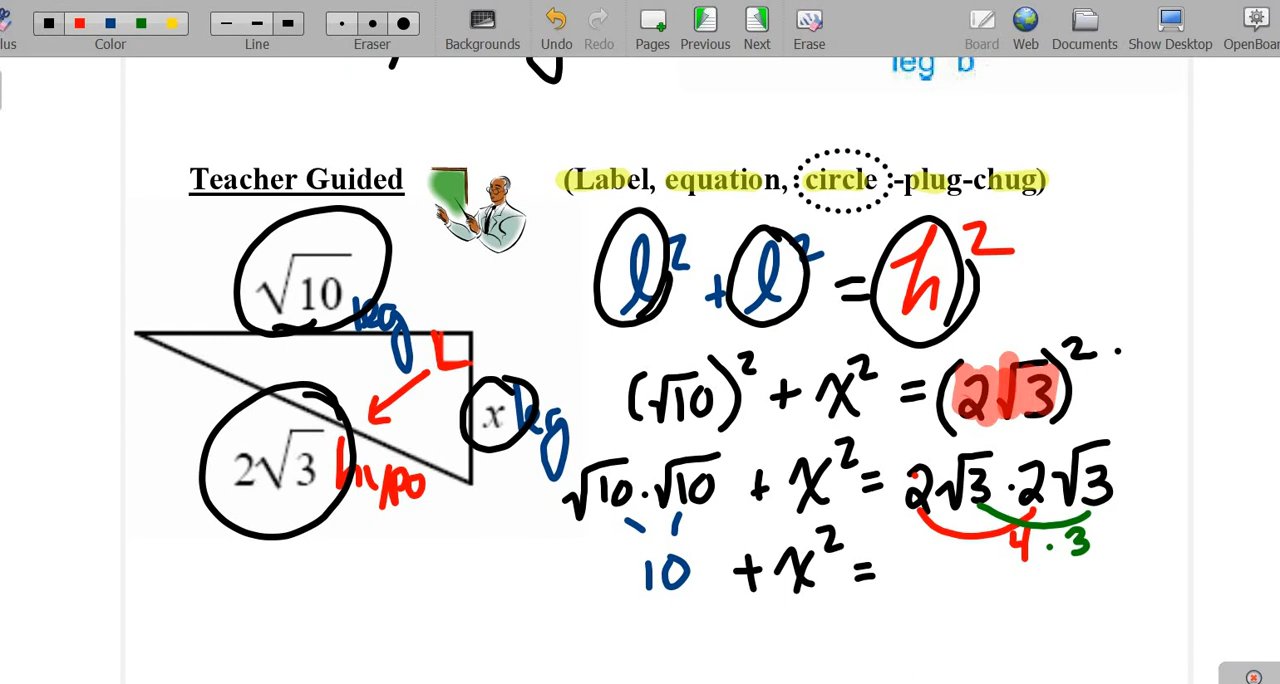 Color Line Eraser Backgrounds Undo Redo Pages Previous Next Erase Board Web Documents Show Desktop
leg b
Teacher Guided (Label, equation, circle -plug-chug)
√10 leg
l² + l² = h²
(√10)² + x² = (2√3)²
x leg
2√3 hypo
√10 · √10 + x² = 2√3 · 2√3
4 · 3
10 + x² =